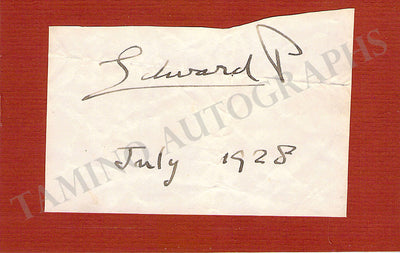 Edward P
July 1928
TAMINO AUTOGRAPHS